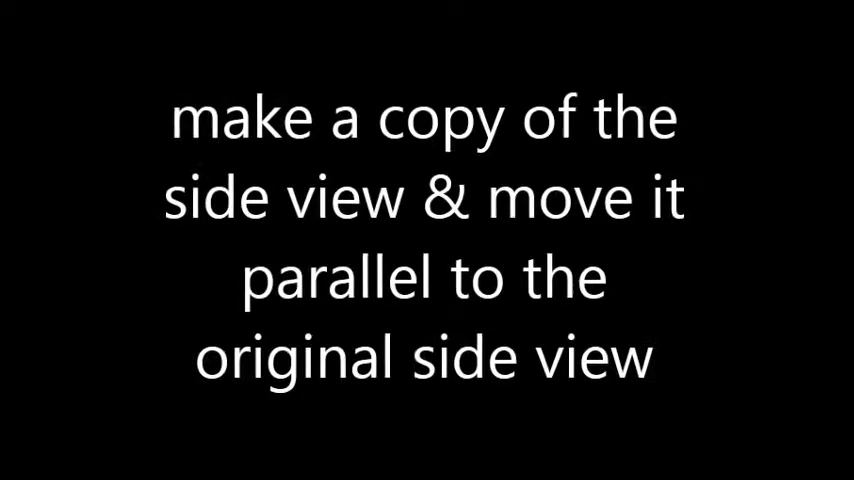 make a copy of the
side view & move it
parallel to the
original side view